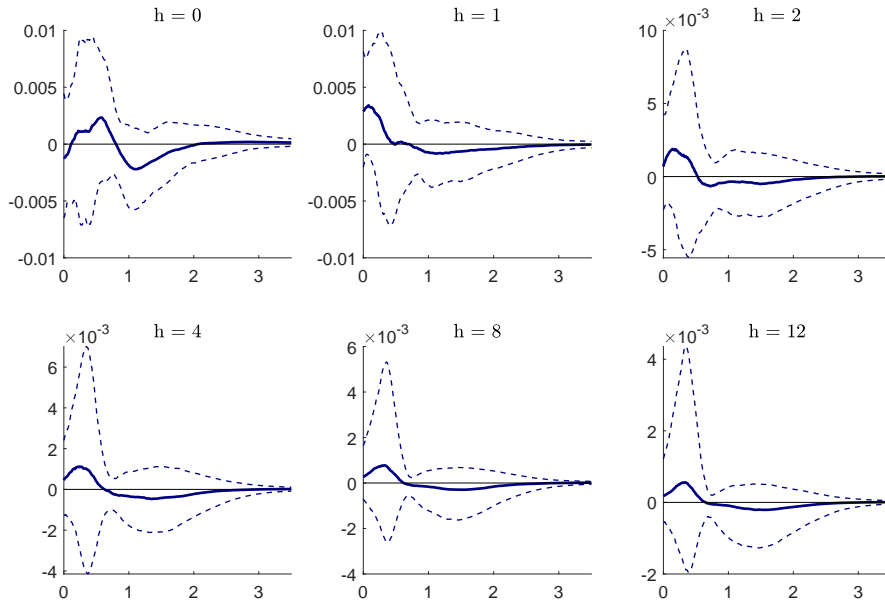 h = 0
0.01
0.005
0
-0.005
-0.01
0 1 2 3
h = 1
0.01
0.005
0
-0.005
-0.01
0 1 2 3
×10-3
h = 2
10
5
0
-5
0 1 2 3
×10-3
h = 4
6
4
2
0
-2
-4
0 1 2 3
×10-3
h = 8
6
4
2
0
-2
-4
0 1 2 3
×10-3
h = 12
4
2
0
-2
0 1 2 3